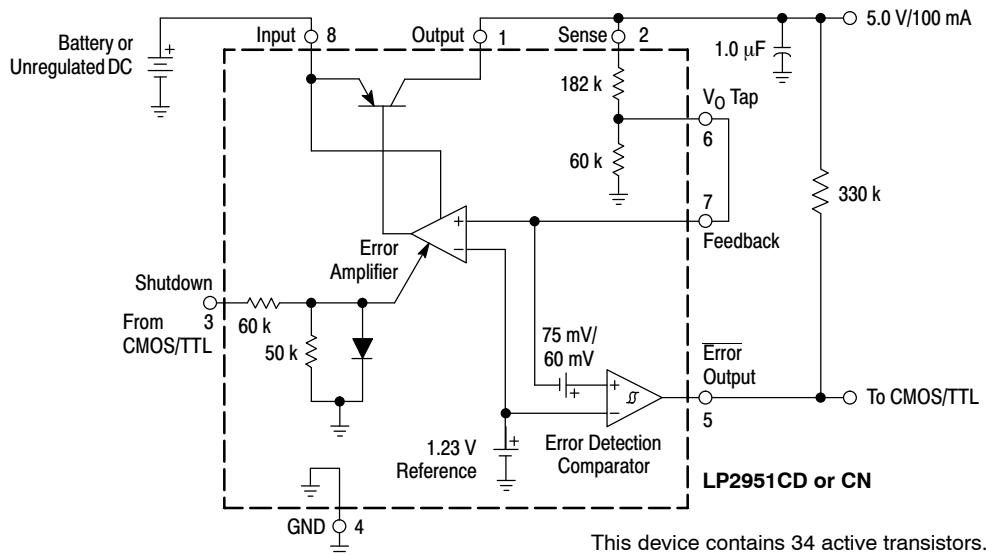 5.0 V/100 mA
Battery or
Unregulated DC
+
Input
8
Output
1
Sense
2
1.0 μF
+
182 k
VO Tap
6
60 k
330 k
7
Feedback
+
−
Error
Amplifier
Shutdown
3
From
CMOS/TTL
60 k
50 k
75 mV/
60 mV
+
+
−
Error
Output
5
To CMOS/TTL
1.23 V
Reference
+
Error Detection
Comparator
LP2951CD or CN
GND
4
This device contains 34 active transistors.